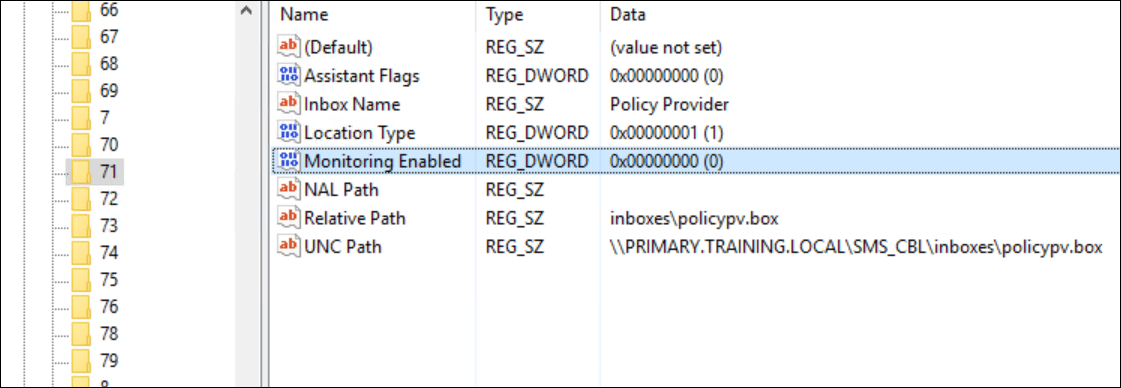 66
67
68
69
7
70
71
72
73
74
75
76
78
79
Name Type Data
(Default) REG_SZ (value not set)
Assistant Flags REG_DWORD 0x00000000 (0)
Inbox Name REG_SZ Policy Provider
Location Type REG_DWORD 0x00000001 (1)
Monitoring Enabled REG_DWORD 0x00000000 (0)
NAL Path REG_SZ
Relative Path REG_SZ inboxes\policypv.box
UNC Path REG_SZ \\PRIMARY.TRAINING.LOCAL\SMS_CBL\inboxes\policypv.box